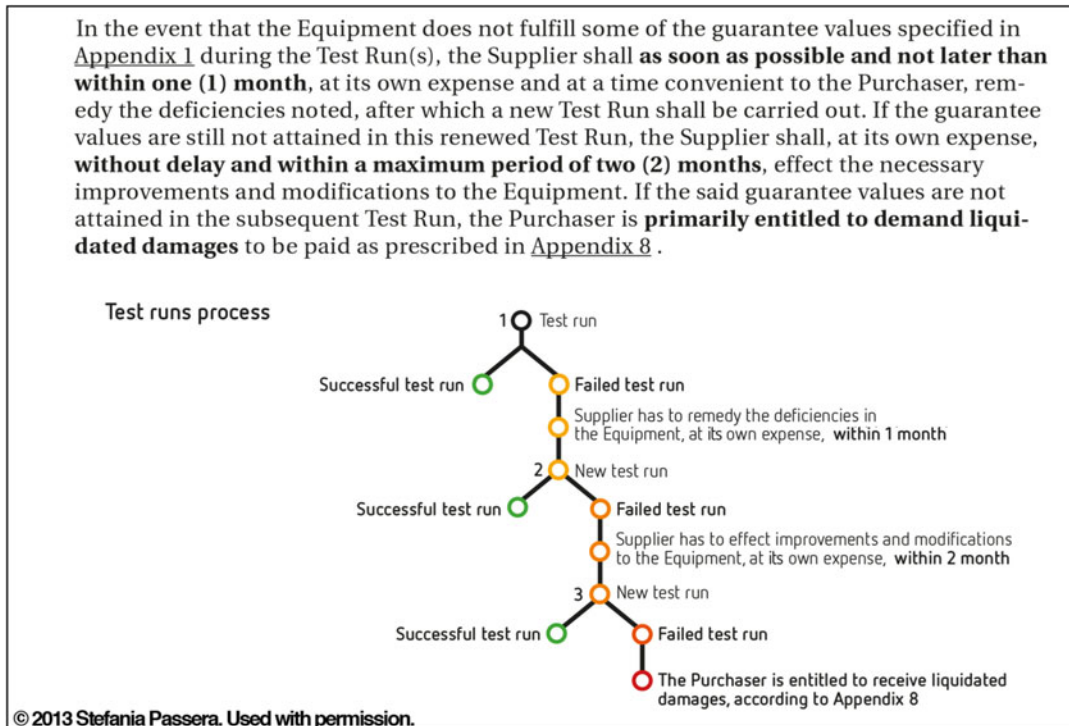 In the event that the Equipment does not fulfill some of the guarantee values specified in
Appendix 1 during the Test Run(s), the Supplier shall as soon as possible and not later than
within one (1) month, at its own expense and at a time convenient to the Purchaser, rem-
edy the deficiencies noted, after which a new Test Run shall be carried out. If the guarantee
values are still not attained in this renewed Test Run, the Supplier shall, at its own expense,
without delay and within a maximum period of two (2) months, effect the necessary
improvements and modifications to the Equipment. If the said guarantee values are not
attained in the subsequent Test Run, the Purchaser is primarily entitled to demand liqui-
dated damages to be paid as prescribed in Appendix 8 .
Test runs process
1 Test run
Successful test run
Failed test run
Supplier has to remedy the deficiencies in
the Equipment, at its own expense, within 1 month
2 New test run
Successful test run
Failed test run
Supplier has to effect improvements and modifications
to the Equipment, at its own expense, within 2 month
3 New test run
Successful test run
Failed test run
The Purchaser is entitled to receive liquidated
damages, according to Appendix 8
© 2013 Stefania Passera. Used with permission.